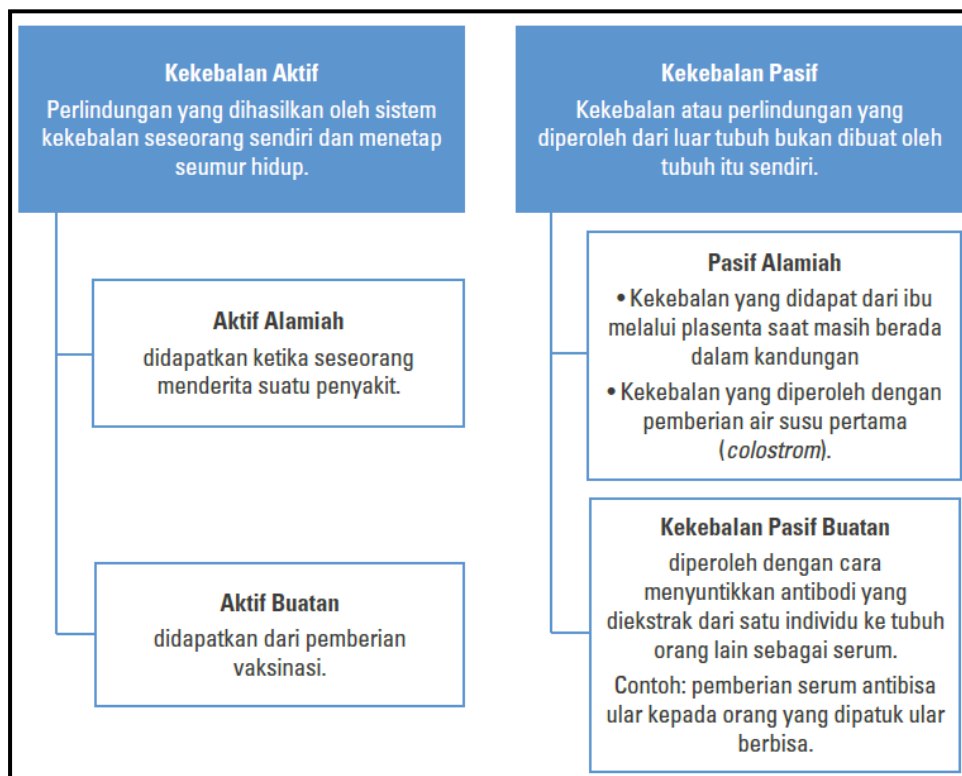 Kekebalan Aktif
Perlindungan yang dihasilkan oleh sistem
kekebalan seseorang sendiri dan menetap
seumur hidup.
Aktif Alamiah
didapatkan ketika seseorang
menderita suatu penyakit.
Aktif Buatan
didapatkan dari pemberian
vaksinasi.
Kekebalan Pasif
Kekebalan atau perlindungan yang
diperoleh dari luar tubuh bukan dibuat oleh
tubuh itu sendiri.
Pasif Alamiah
• Kekebalan yang didapat dari ibu
melalui plasenta saat masih berada
dalam kandungan
• Kekebalan yang diperoleh dengan
pemberian air susu pertama
(colostrom).
Kekebalan Pasif Buatan
diperoleh dengan cara
menyuntikkan antibodi yang
diekstrak dari satu individu ke tubuh
orang lain sebagai serum.
Contoh: pemberian serum antibisa
ular kepada orang yang dipatuk ular
berbisa.